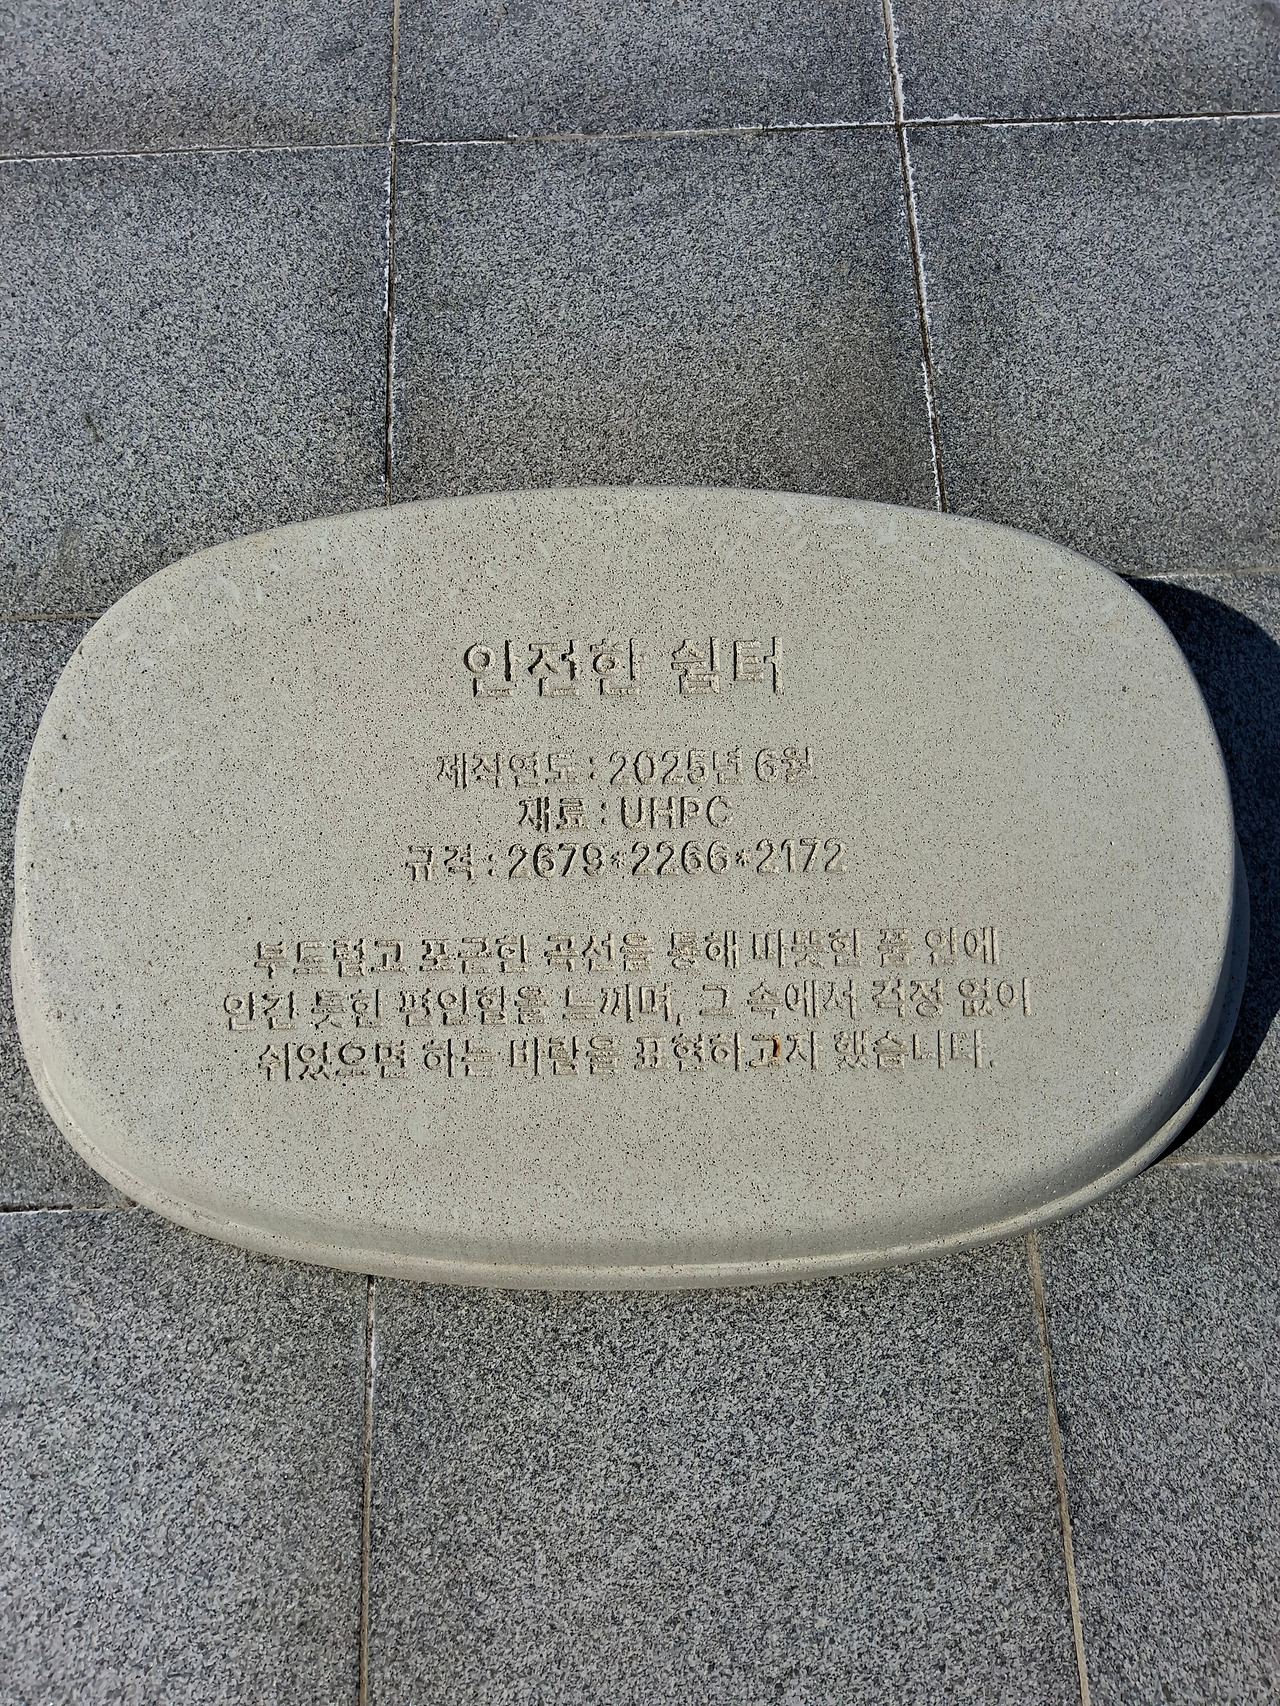 안전한 쉼터
제작연도 : 2025년 6월
재료 : UHPC
규격 : 2679*2266*2172
부드럽고 포근한 곡선을 통해 따뜻한 품 안에
안긴 듯한 편안함을 느끼며, 그 속에서 걱정 없이
쉬었으면 하는 바람을 표현하고자 했습니다.